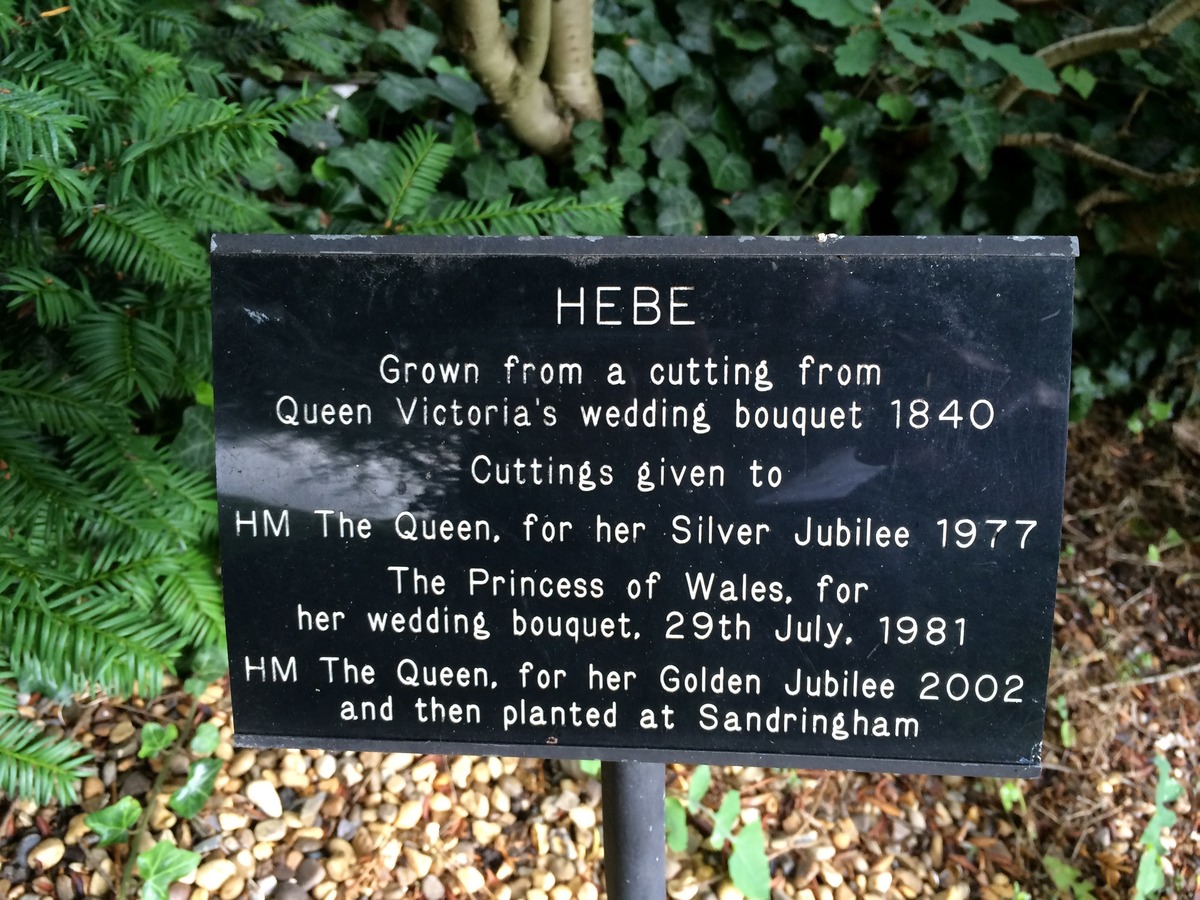 HEBE
Grown from a cutting from
Queen Victoria's wedding bouquet 1840
Cuttings given to
HM The Queen, for her Silver Jubilee 1977
The Princess of Wales, for
her wedding bouquet, 29th July, 1981
HM The Queen, for her Golden Jubilee 2002
and then planted at Sandringham